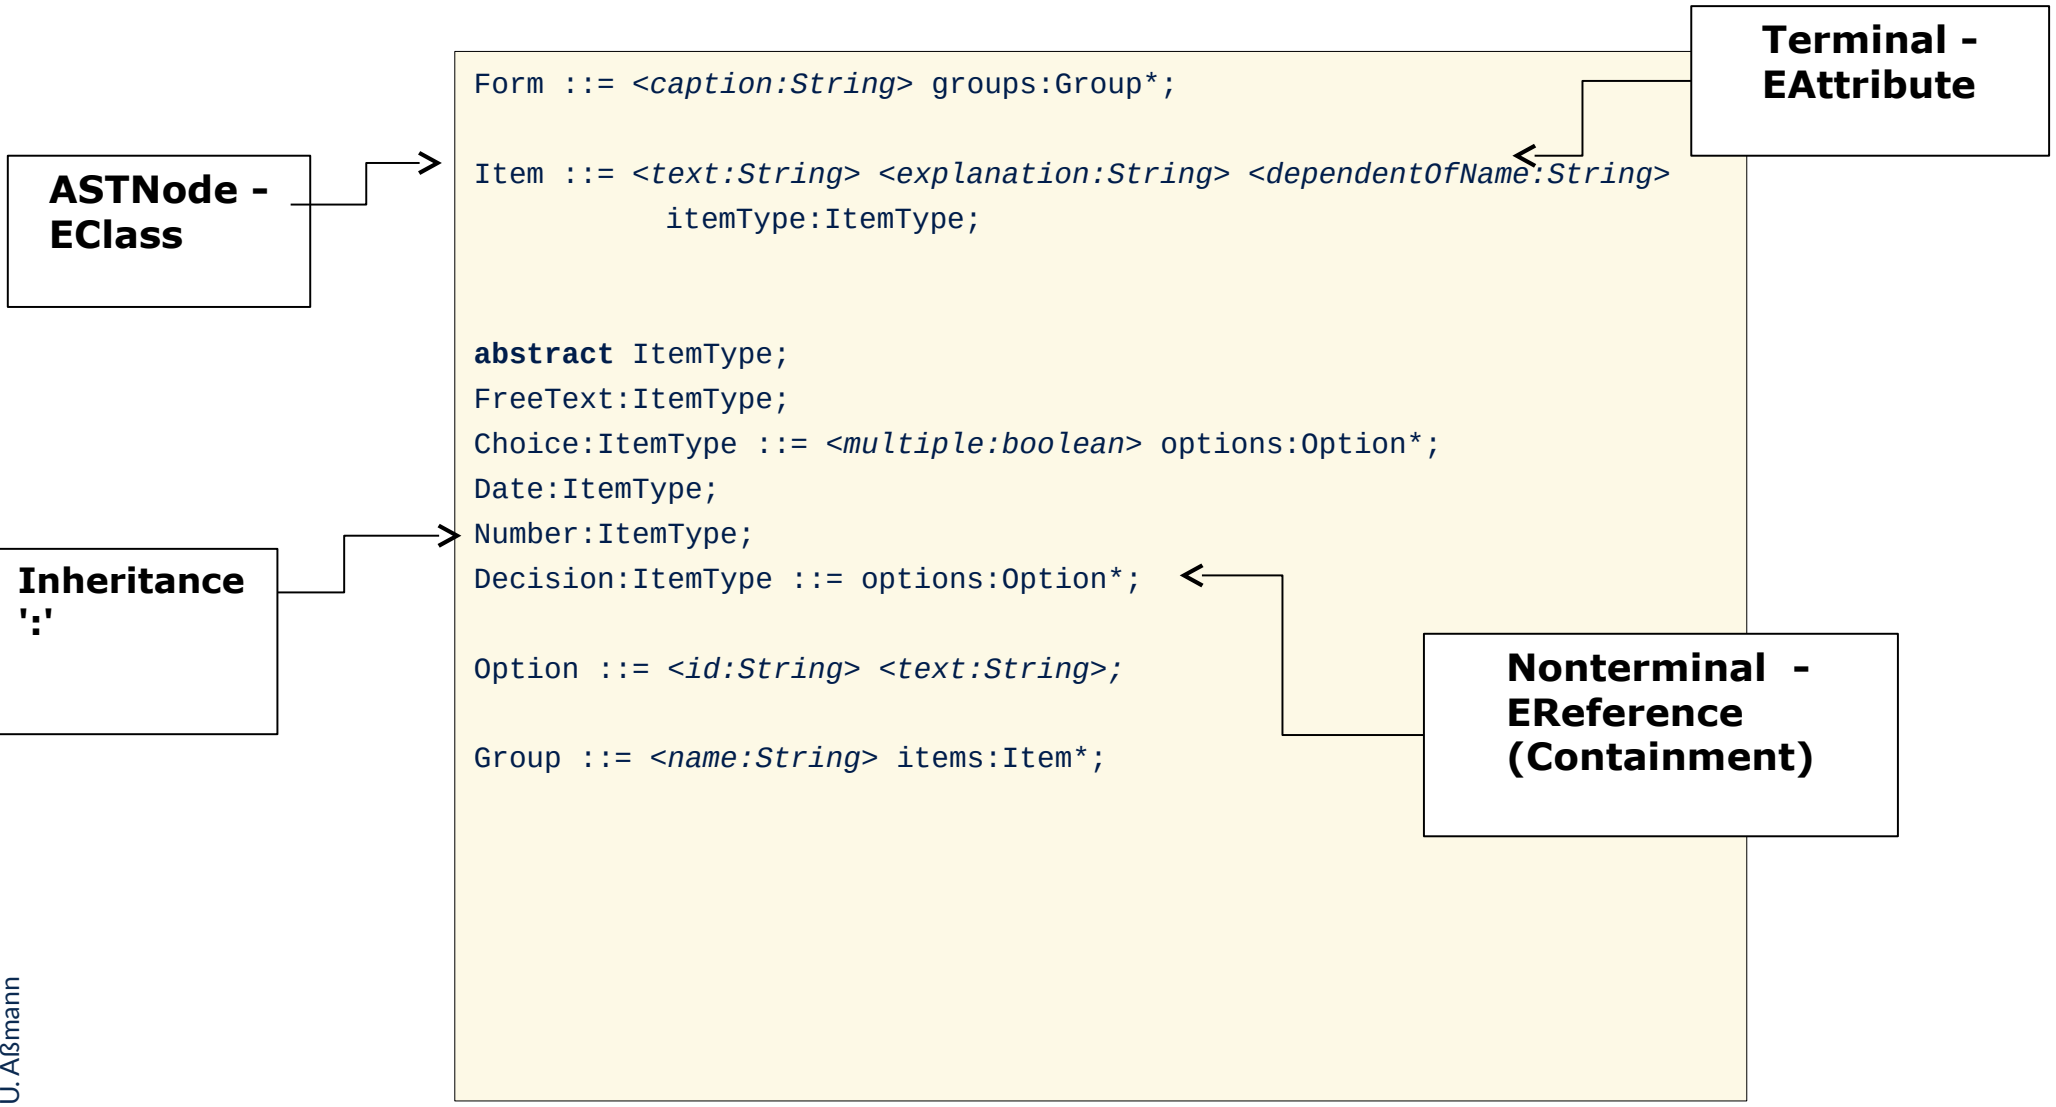 Terminal -
EAttribute
Form ::= <caption:String> groups:Group*;
ASTNode -
EClass
Item ::= <text:String> <explanation:String> <dependentOfName:String>
itemType:ItemType;
abstract ItemType;
FreeText:ItemType;
Choice:ItemType ::= <multiple:boolean> options:Option*;
Date:ItemType;
Number:ItemType;
Decision:ItemType ::= options:Option*;
Inheritance
':'
Option ::= <id:String> <text:String>;
Group ::= <name:String> items:Item*;
Nonterminal -
EReference
(Containment)
U. Aßmann